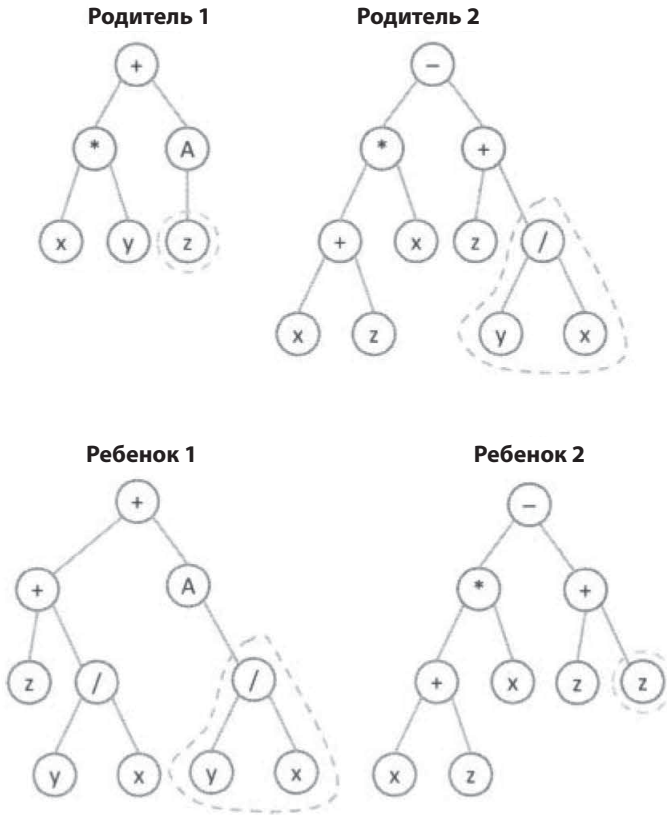 Родитель 1 Родитель 2
+ −
* A * +
x y z + x z /
x z y x
Ребенок 1 Ребенок 2
+ −
+ A * +
z / / + x z z
y x y x x z